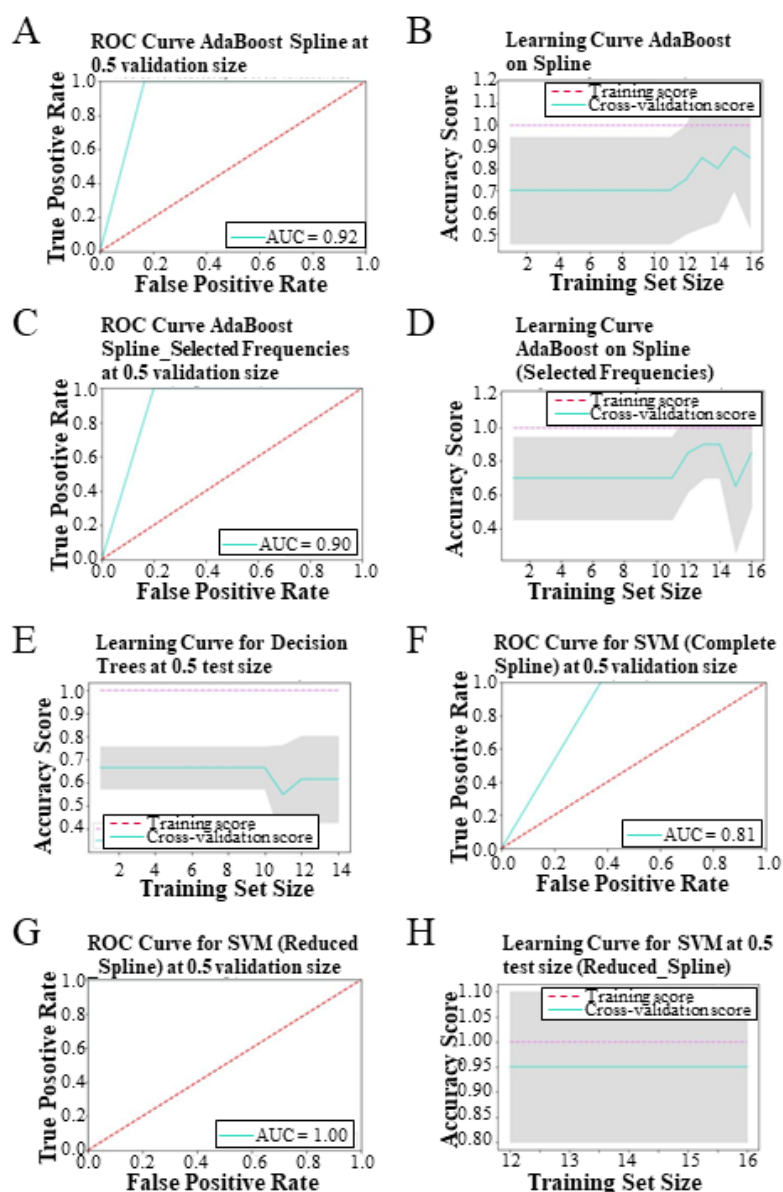 A
ROC Curve AdaBoost Spline at
0.5 validation size
True Posotive Rate
1.0
0.8
0.6
0.4
0.2
0.0
AUC = 0.92
0.0 0.2 0.4 0.6 0.8 1.0
False Positive Rate
B
Learning Curve AdaBoost
on Spline
Accuracy Score
1.2
1.1
1.0
0.9
0.8
0.7
0.6
0.5
Training score
Cross-validation score
2 4 6 8 10 12 14 16
Training Set Size
C
ROC Curve AdaBoost
Spline_Selected Frequencies
at 0.5 validation size
True Posotive Rate
1.0
0.8
0.6
0.4
0.2
0.0
AUC = 0.90
0.0 0.2 0.4 0.6 0.8 1.0
False Positive Rate
D
Learning Curve
AdaBoost on Spline
(Selected Frequencies)
Accuracy Score
1.2
1.0
0.8
0.6
0.4
Training score
Cross-validation score
2 4 6 8 11 12 14 16
Training Set Size
E
Learning Curve for Decision
Trees at 0.5 test size
Accuracy Score
1.0
0.9
0.8
0.7
0.6
0.5
0.4
Training score
Cross-validation score
2 4 6 8 10 12 14
Training Set Size
F
ROC Curve for SVM (Complete
Spline) at 0.5 validation size
True Posotive Rate
1.0
0.8
0.6
0.4
0.2
0.0
AUC = 0.81
0.0 0.2 0.4 0.6 0.8 1.0
False Positive Rate
G
ROC Curve for SVM (Reduced
_Spline) at 0.5 validation size
True Posotive Rate
1.0
0.8
0.6
0.4
0.2
0.0
AUC = 1.00
0.0 0.2 0.4 0.6 0.8 1.0
False Positive Rate
H
Learning Curve for SVM at 0.5
test size (Reduced_Spline)
Accuracy Score
1.10
1.05
1.00
0.95
0.90
0.85
0.80
Training score
Cross-validation score
12 13 14 15 16
Training Set Size